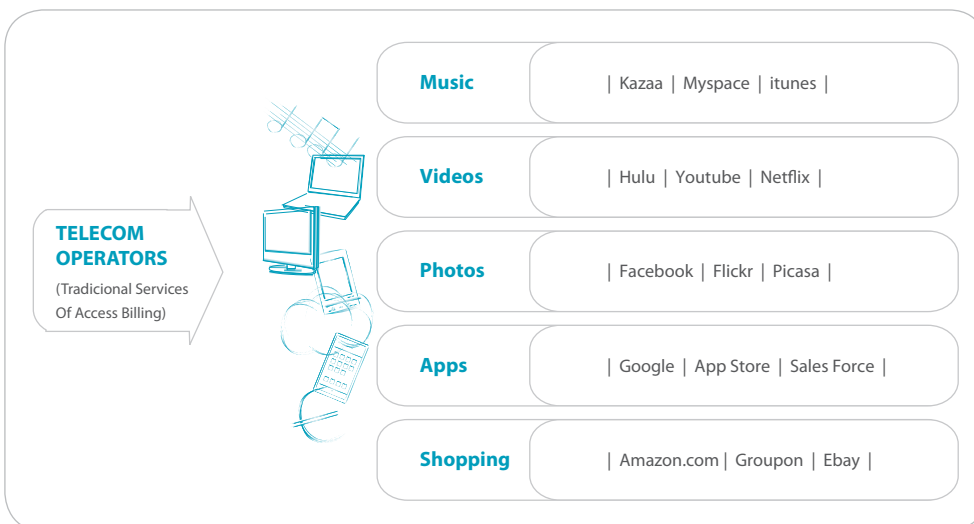 TELECOM
OPERATORS
(Tradicional Services
Of Access Billing)
Music | Kazaa | Myspace | itunes |
Videos | Hulu | Youtube | Netflix |
Photos | Facebook | Flickr | Picasa |
Apps | Google | App Store | Sales Force |
Shopping | Amazon.com | Groupon | Ebay |